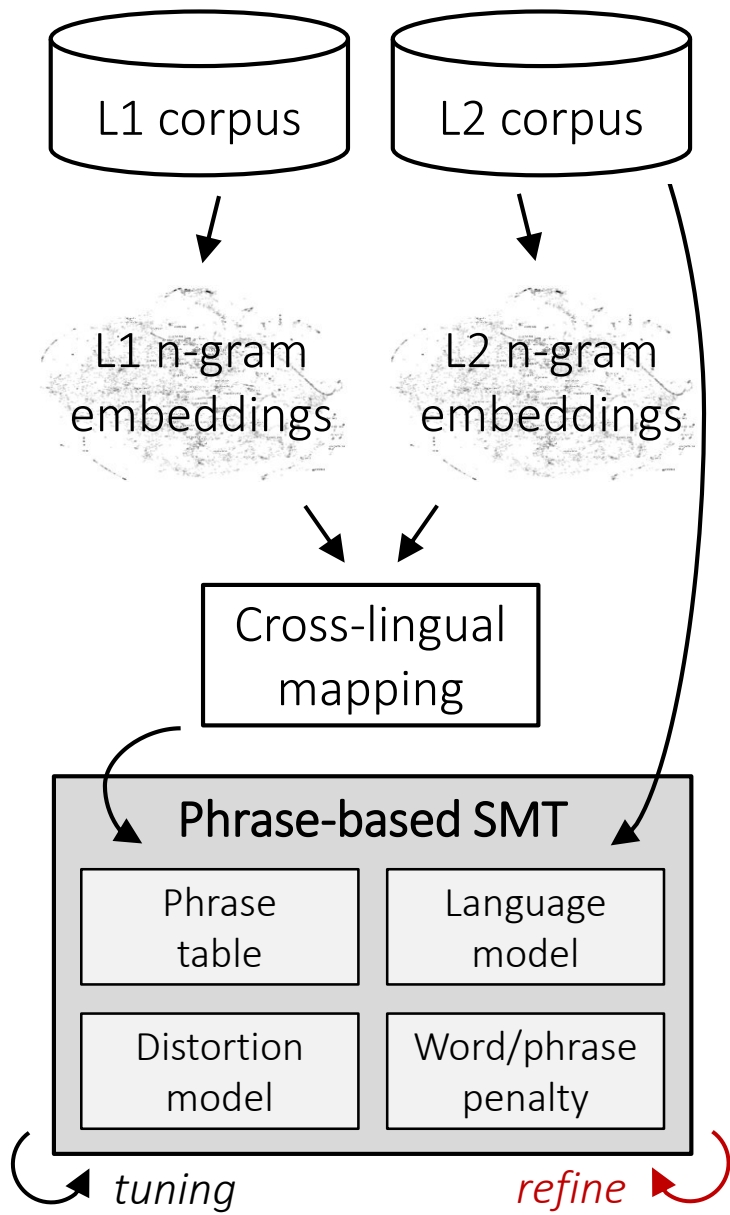 L1 corpus
L2 corpus
L1 n-gram
embeddings
L2 n-gram
embeddings
Cross-lingual
mapping
Phrase-based SMT
Phrase
table
Language
model
Distortion
model
Word/phrase
penalty
tuning
refine